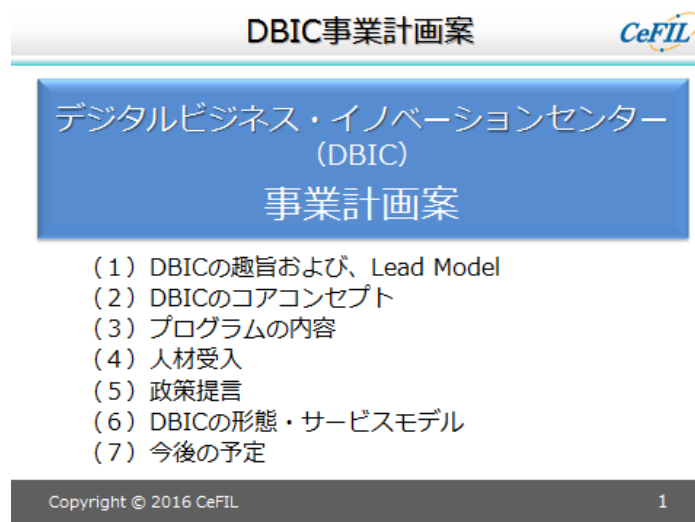 DBIC事業計画案
CeFIL
デジタルビジネス・イノベーションセンター
（DBIC）
事業計画案
（１）DBICの趣旨および、Lead Model
（２）DBICのコアコンセプト
（３）プログラムの内容
（４）人材受入
（５）政策提言
（６）DBICの形態・サービスモデル
（７）今後の予定
Copyright © 2016 CeFIL
1